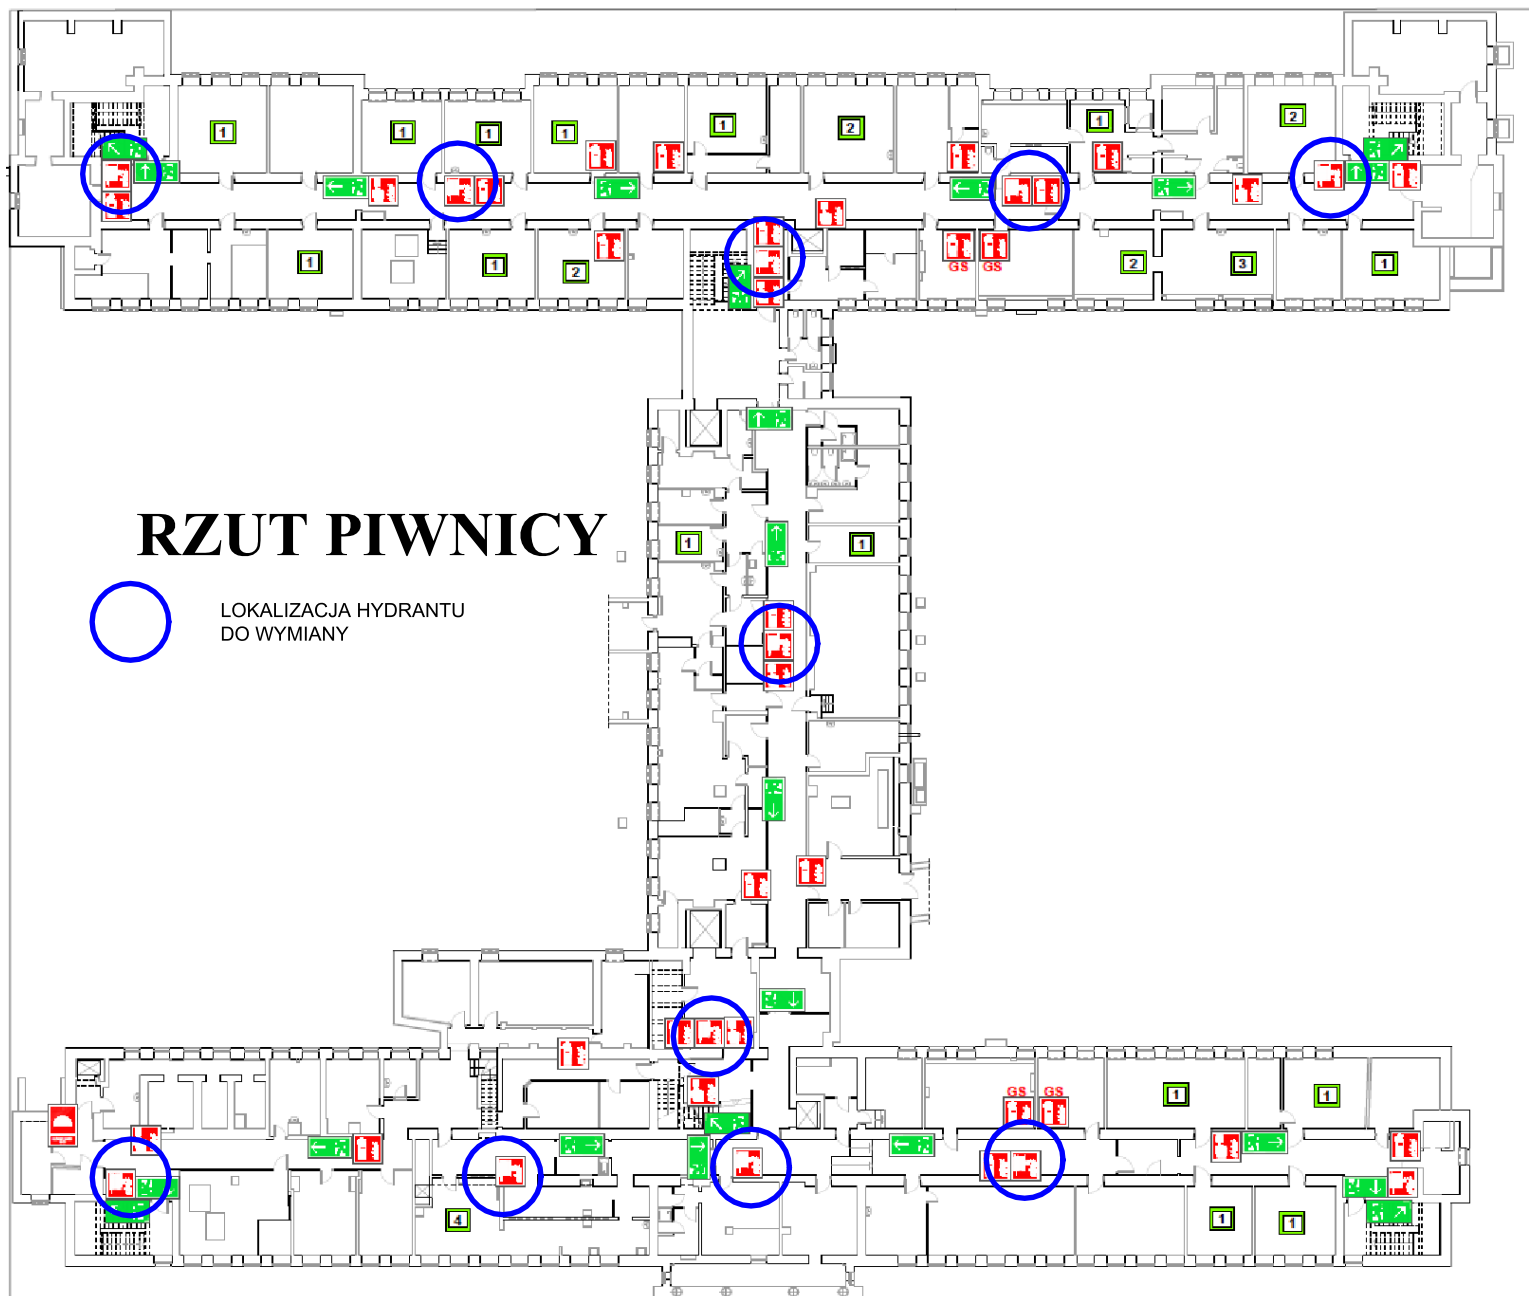 1 1 1 1 1 2 1 2
GS GS
1 1 2 2 3 1
RZUT PIWNICY
1 1
LOKALIZACJA HYDRANTU
DO WYMIANY
GS GS
1 1
4 1 1